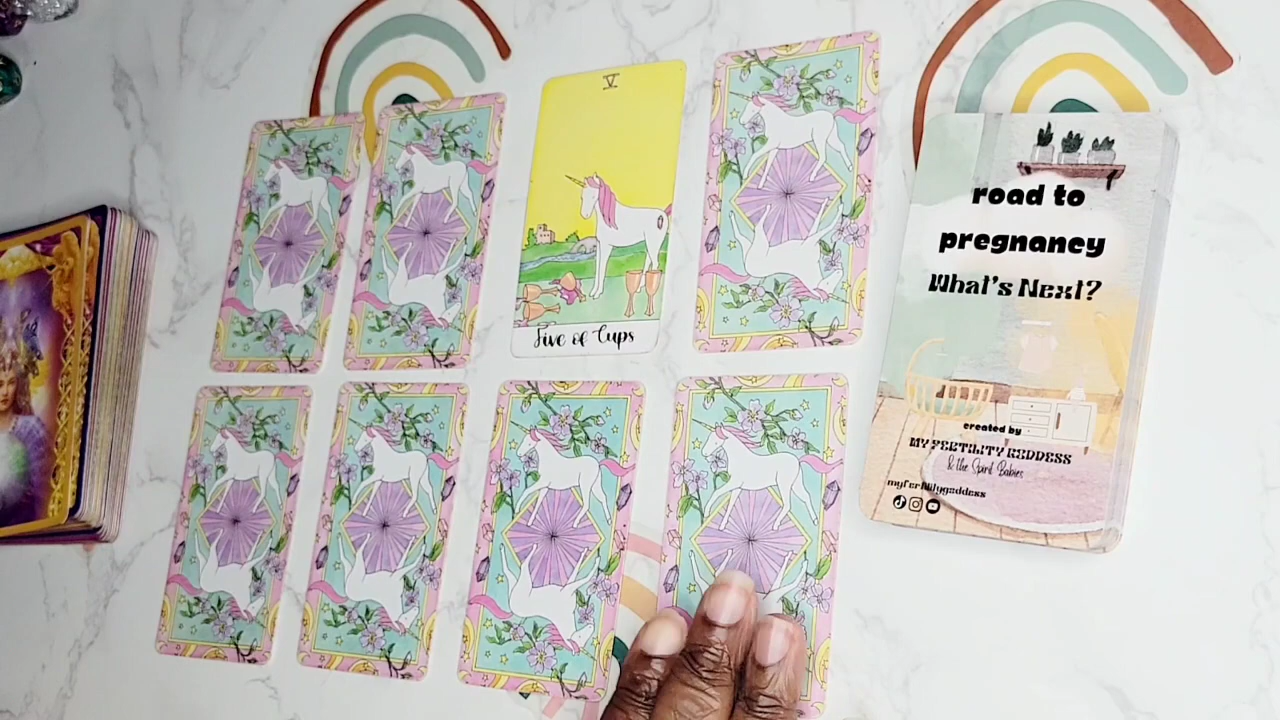 V
Five of Cups
road to
pregnancy
What's Next?
created by
MY FERTILITY GODDESS
& the Spirit Babies
myfertilitygoddess